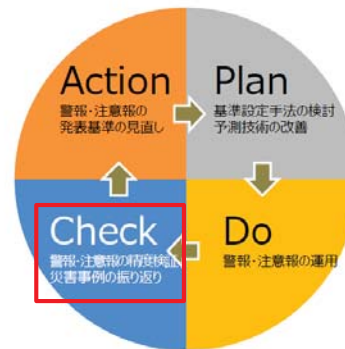 Action
警報・注意報の
発表基準の見直し
Plan
基準設定手法の検討
予測技術の改善
Check
警報・注意報の精度検証
災害事例の振り返り
Do
警報・注意報の運用